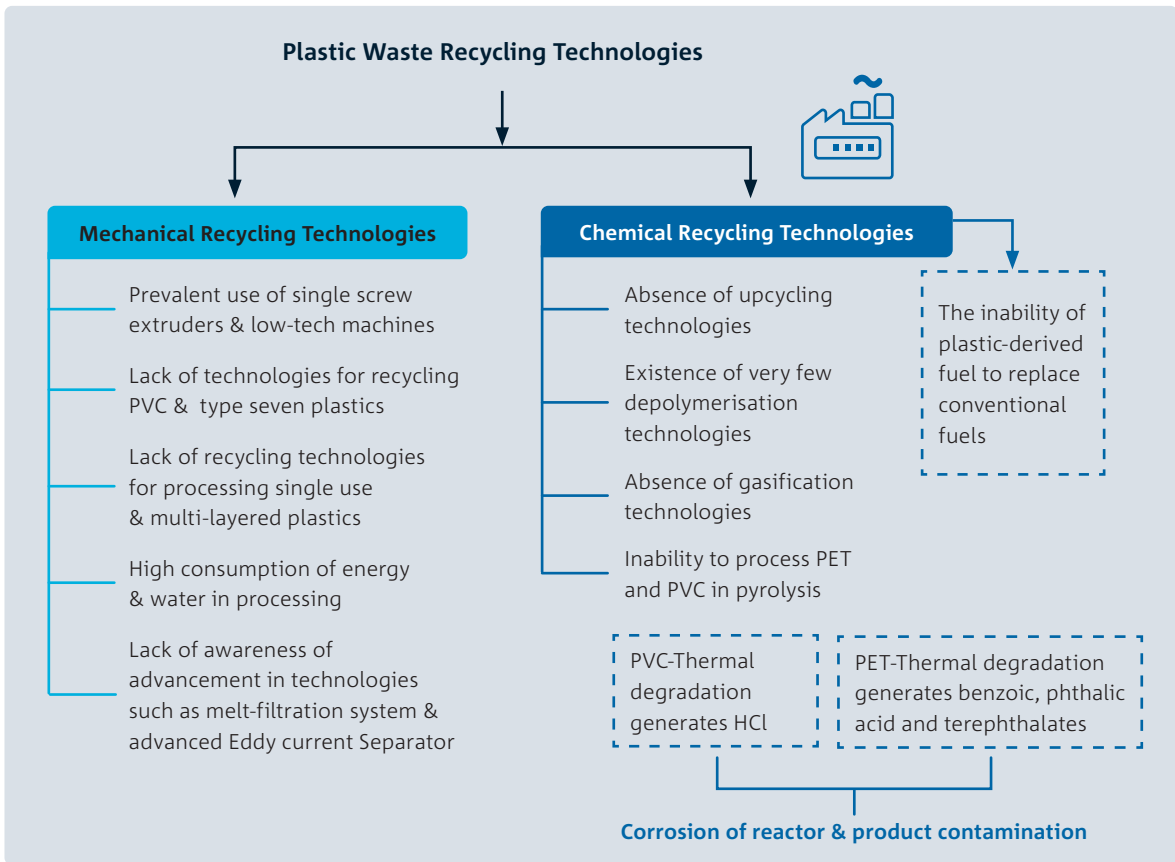 Plastic Waste Recycling Technologies
Mechanical Recycling Technologies
Prevalent use of single screw
extruders & low-tech machines
Lack of technologies for recycling
PVC & type seven plastics
Lack of recycling technologies
for processing single use
& multi-layered plastics
High consumption of energy
& water in processing
Lack of awareness of
advancement in technologies
such as melt-filtration system &
advanced Eddy current Separator
Chemical Recycling Technologies
Absence of upcycling
technologies
Existence of very few
depolymerisation
technologies
Absence of gasification
technologies
Inability to process PET
and PVC in pyrolysis
The inability of
plastic-derived
fuel to replace
conventional
fuels
PVC-Thermal
degradation
generates HCl
PET-Thermal degradation
generates benzoic, phthalic
acid and terephthalates
Corrosion of reactor & product contamination